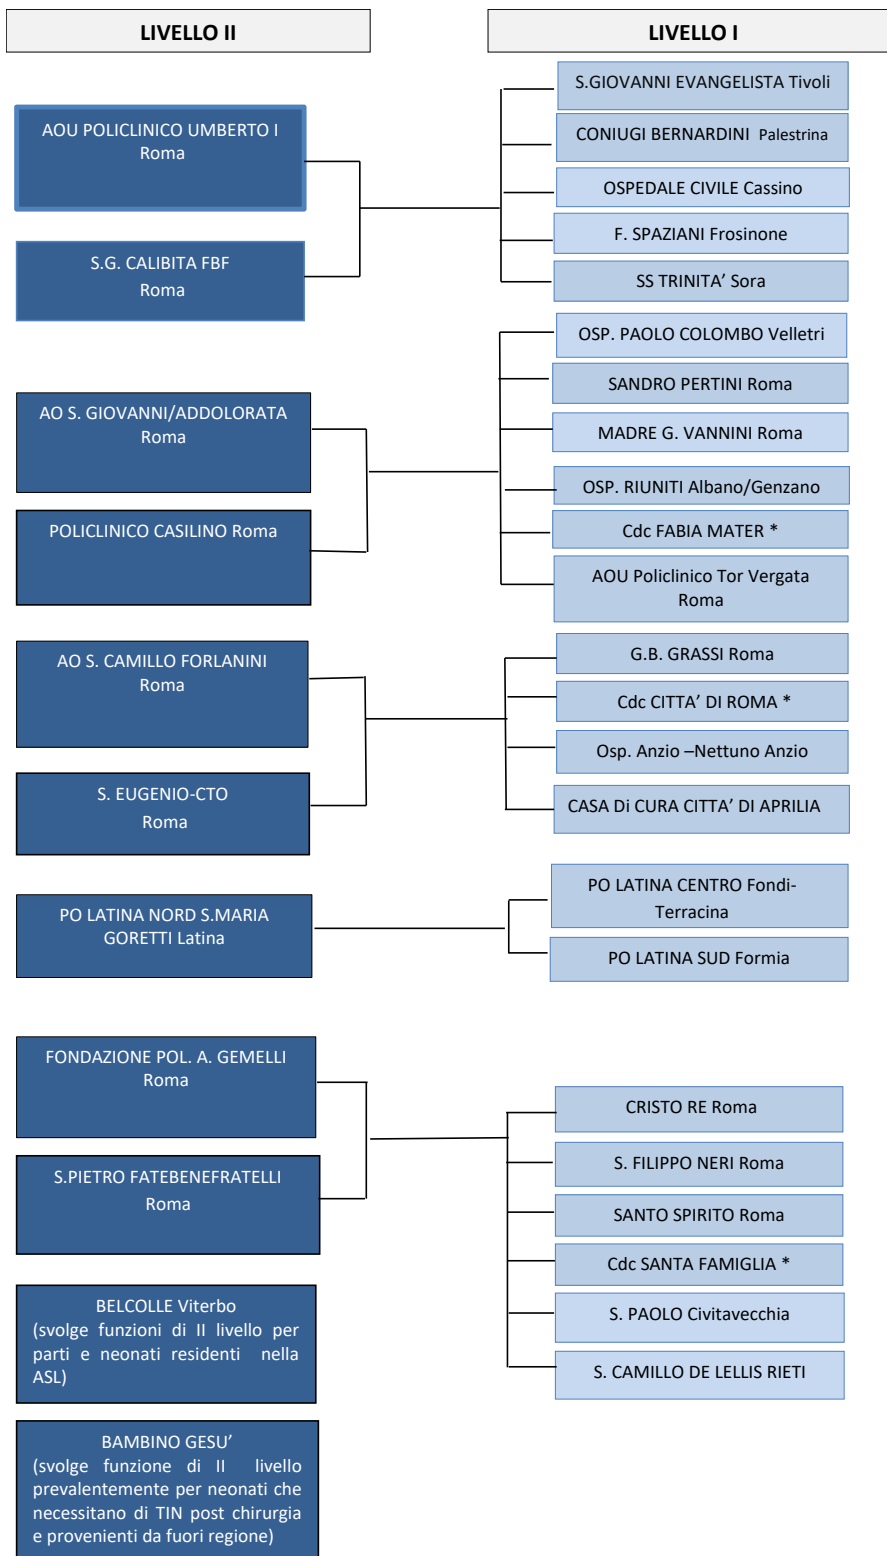 LIVELLO II
LIVELLO I
AOU POLICLINICO UMBERTO I
Roma
S.G. CALIBITA FBF
Roma
S.GIOVANNI EVANGELISTA Tivoli
CONIUGI BERNARDINI Palestrina
OSPEDALE CIVILE Cassino
F. SPAZIANI Frosinone
SS TRINITA’ Sora
AO S. GIOVANNI/ADDOLORATA
Roma
POLICLINICO CASILINO Roma
OSP. PAOLO COLOMBO Velletri
SANDRO PERTINI Roma
MADRE G. VANNINI Roma
OSP. RIUNITI Albano/Genzano
Cdc FABIA MATER *
AOU Policlinico Tor Vergata
Roma
AO S. CAMILLO FORLANINI
Roma
S. EUGENIO-CTO
Roma
G.B. GRASSI Roma
Cdc CITTA’ DI ROMA *
Osp. Anzio –Nettuno Anzio
CASA Di CURA CITTA’ DI APRILIA
PO LATINA NORD S.MARIA
GORETTI Latina
PO LATINA CENTRO Fondi-
Terracina
PO LATINA SUD Formia
FONDAZIONE POL. A. GEMELLI
Roma
S.PIETRO FATEBENEFRATELLI
Roma
CRISTO RE Roma
S. FILIPPO NERI Roma
SANTO SPIRITO Roma
Cdc SANTA FAMIGLIA *
S. PAOLO Civitavecchia
S. CAMILLO DE LELLIS RIETI
BELCOLLE Viterbo
(svolge funzioni di II livello per
parti e neonati residenti nella
ASL)
BAMBINO GESU’
(svolge funzione di II livello
prevalentemente per neonati che
necessitano di TIN post chirurgia
e provenienti da fuori regione)